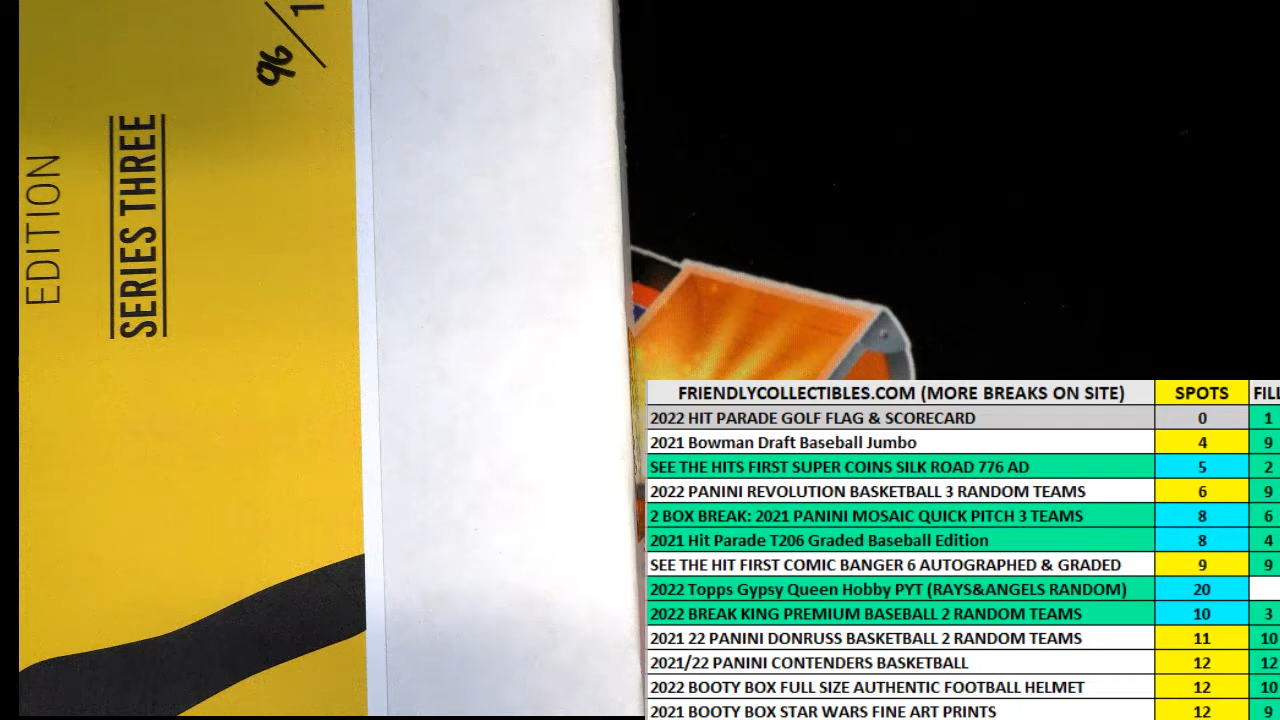 96/1
EDITION
SERIES THREE
FRIENDLYCOLLECTIBLES.COM (MORE BREAKS ON SITE) SPOTS FILL
2022 HIT PARADE GOLF FLAG & SCORECARD 0 1
2021 Bowman Draft Baseball Jumbo 4 9
SEE THE HITS FIRST SUPER COINS SILK ROAD 776 AD 5 2
2022 PANINI REVOLUTION BASKETBALL 3 RANDOM TEAMS 6 9
2 BOX BREAK: 2021 PANINI MOSAIC QUICK PITCH 3 TEAMS 8 6
2021 Hit Parade T206 Graded Baseball Edition 8 4
SEE THE HIT FIRST COMIC BANGER 6 AUTOGRAPHED & GRADED 9 9
2022 Topps Gypsy Queen Hobby PYT (RAYS&ANGELS RANDOM) 20
2022 BREAK KING PREMIUM BASEBALL 2 RANDOM TEAMS 10 3
2021 22 PANINI DONRUSS BASKETBALL 2 RANDOM TEAMS 11 10
2021/22 PANINI CONTENDERS BASKETBALL 12 12
2022 BOOTY BOX FULL SIZE AUTHENTIC FOOTBALL HELMET 12 10
2021 BOOTY BOX STAR WARS FINE ART PRINTS 12 9